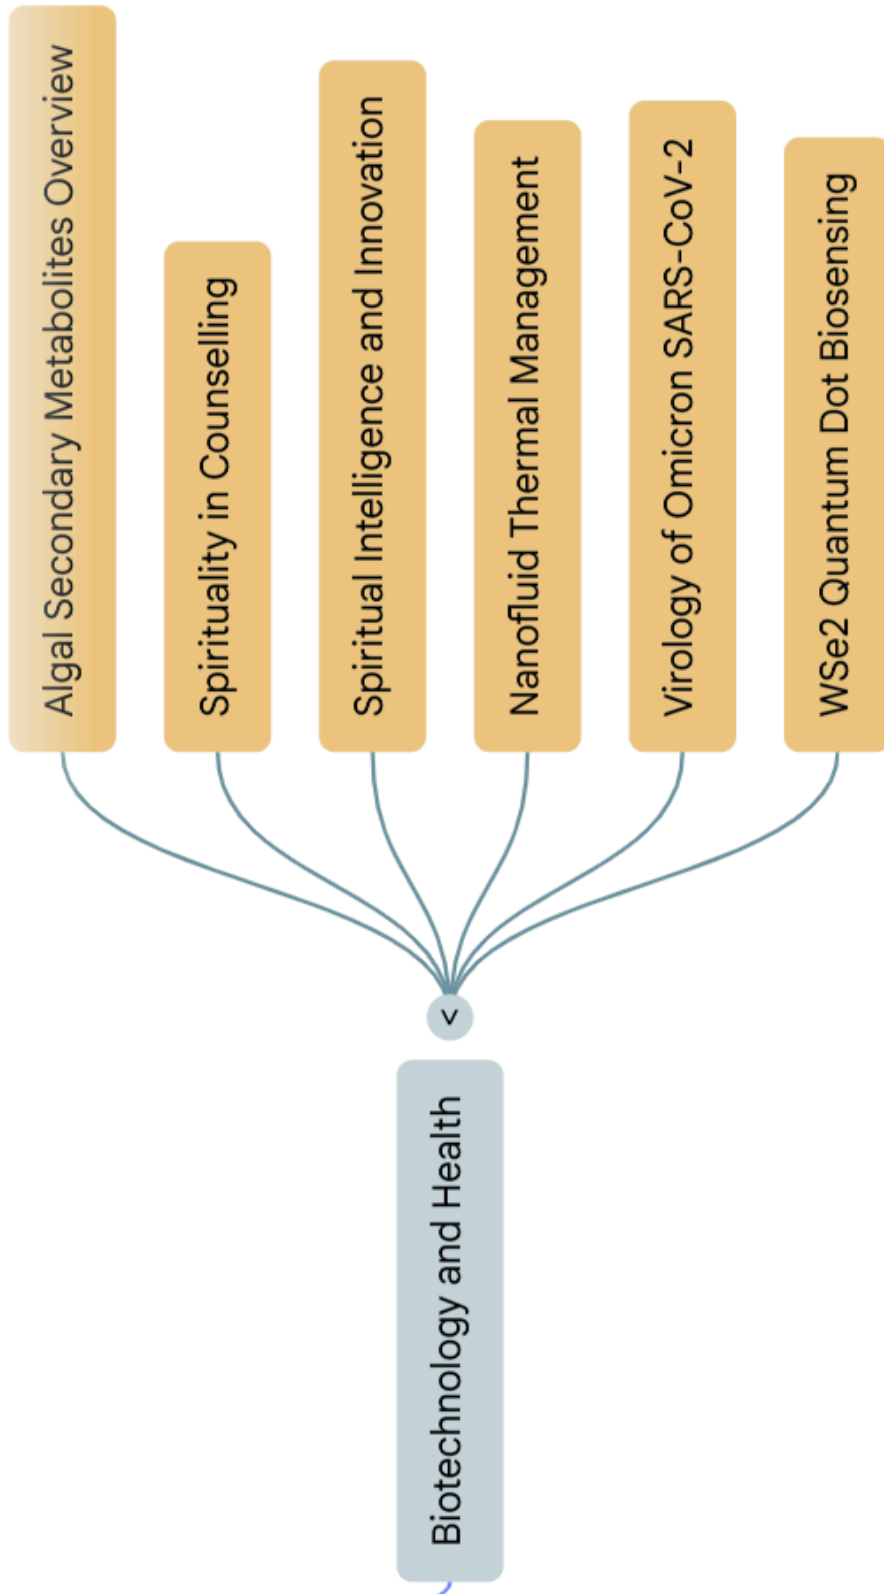 Algal Secondary Metabolites Overview
Spirituality in Counselling
Spiritual Intelligence and Innovation
Nanofluid Thermal Management
Virology of Omicron SARS-CoV-2
WSe2 Quantum Dot Biosensing
<
Biotechnology and Health